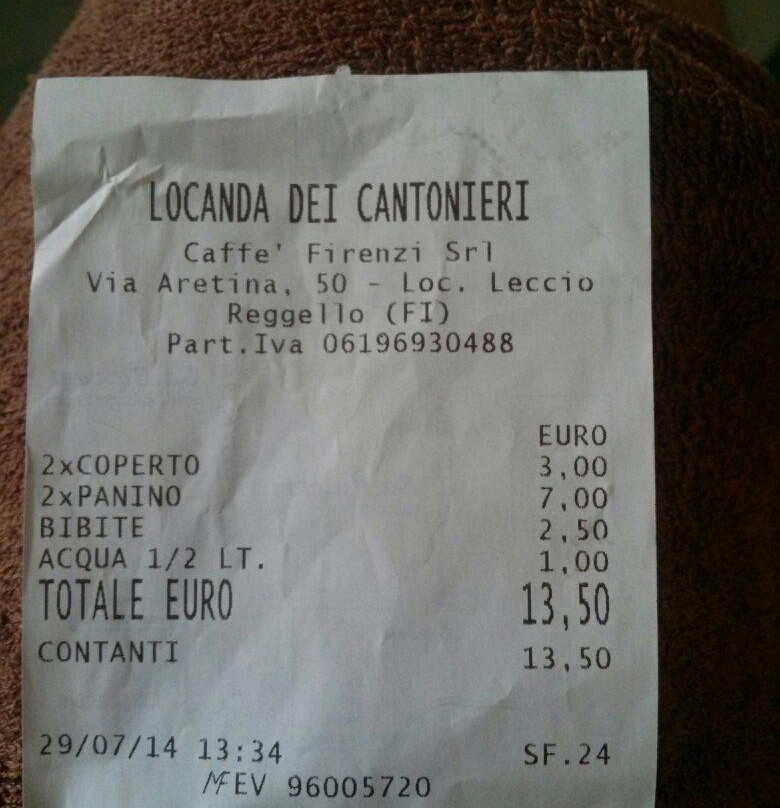 LOCANDA DEI CANTONIERI
Caffe' Firenzi Srl
Via Aretina, 50 - Loc. Leccio
Reggello (FI)
Part.Iva 06196930488
EURO
2xCOPERTO 3,00
2xPANINO 7,00
BIBITE 2,50
ACQUA 1/2 LT. 1,00
TOTALE EURO 13,50
CONTANTI 13,50
29/07/14 13:34 SF.24
MFEV 96005720